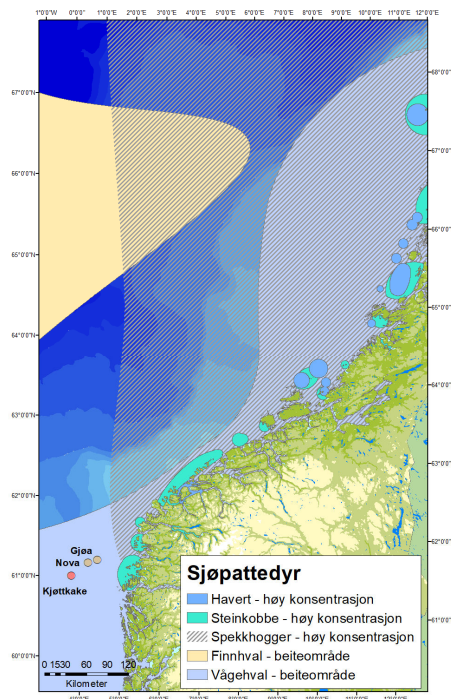 1°0'0"W 0°0'0" 1°0'0"E 2°0'0"E 3°0'0"E 4°0'0"E 5°0'0"E 6°0'0"E 7°0'0"E 8°0'0"E 9°0'0"E 10°0'0"E 12°0'0"E
67°0'0"N
66°0'0"N
65°0'0"N
64°0'0"N
63°0'0"N
62°0'0"N
61°0'0"N
60°0'0"N
68°0'0"N
67°0'0"N
66°0'0"N
65°0'0"N
64°0'0"N
63°0'0"N
62°0'0"N
61°0'0"N
Gjøa
Nova
Kjøttkake
Sjøpattedyr
Havert - høy konsentrasjon
Steinkobbe - høy konsentrasjon
Spekkhogger - høy konsentrasjon
Finnhval - beiteområde
Vågehval - beiteområde
0 15 30 60 90 120
Kilometer